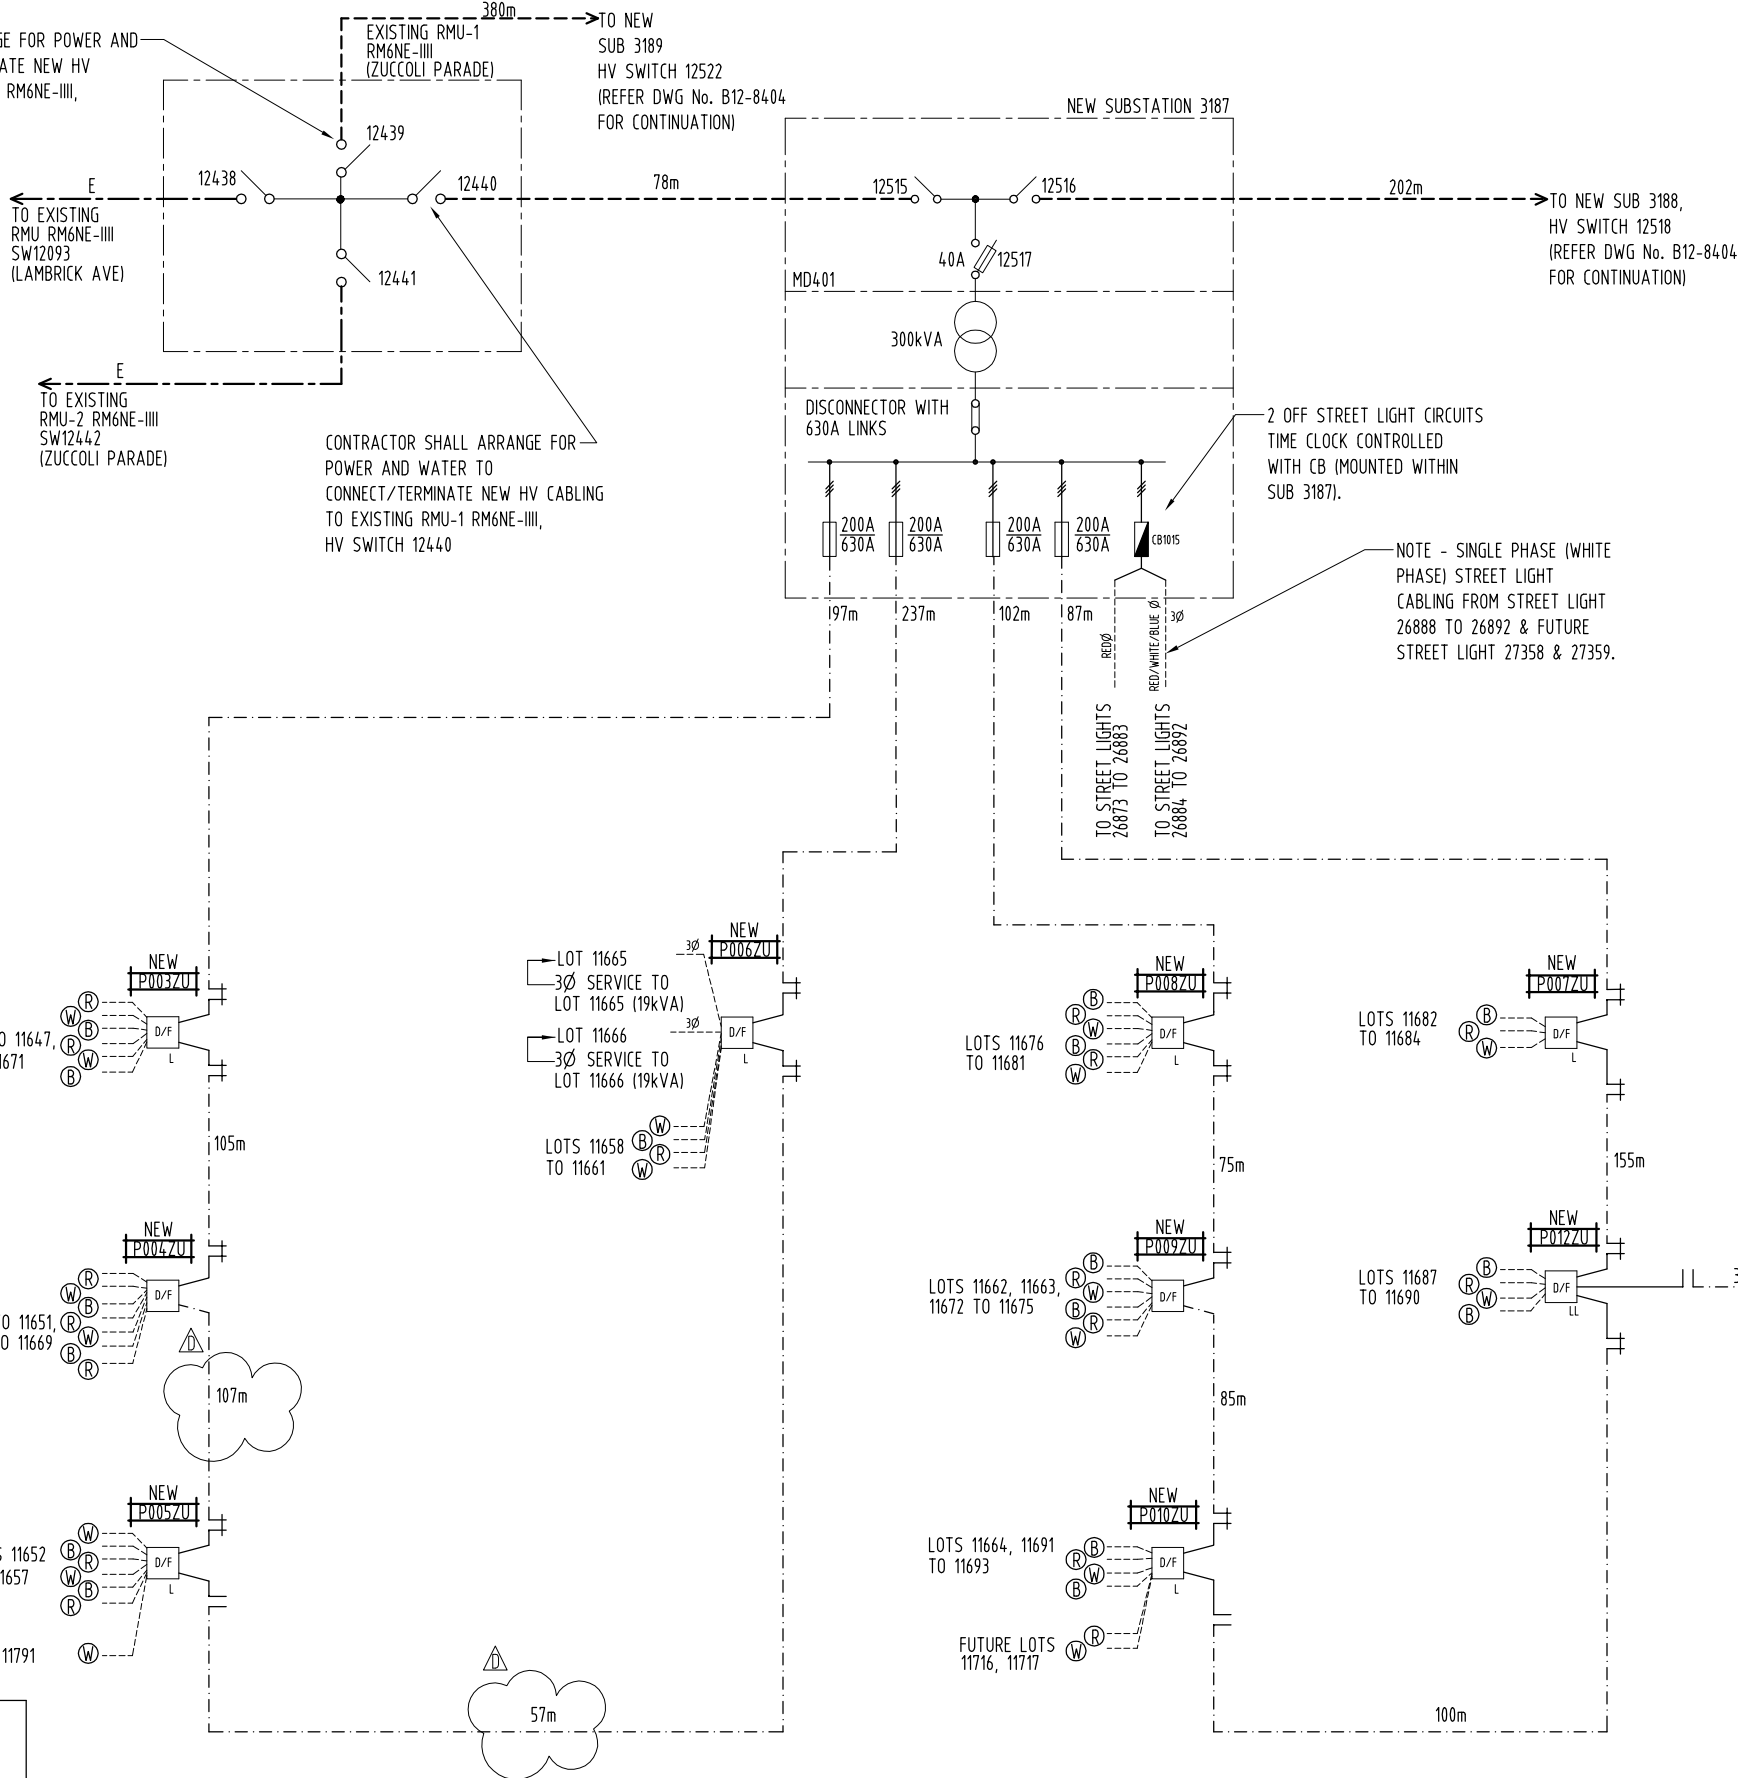 380m
TO NEW
SUB 3189
HV SWITCH 12522
(REFER DWG No. B12-8404
FOR CONTINUATION)
EXISTING RMU-1
RM6NE-IIII
(ZUCCOLI PARADE)
GE FOR POWER AND
ATE NEW HV
RM6NE-IIII,
12439
12438
12440
12441
E
TO EXISTING
RMU RM6NE-IIII
SW12093
(LAMBRICK AVE)
E
TO EXISTING
RMU-2 RM6NE-IIII
SW12442
(ZUCCOLI PARADE)
CONTRACTOR SHALL ARRANGE FOR
POWER AND WATER TO
CONNECT/TERMINATE NEW HV CABLING
TO EXISTING RMU-1 RM6NE-IIII,
HV SWITCH 12440
78m
NEW SUBSTATION 3187
12515
12516
40A
12517
MD401
300kVA
DISCONNECTOR WITH
630A LINKS
202m
TO NEW SUB 3188,
HV SWITCH 12518
(REFER DWG No. B12-8404
FOR CONTINUATION)
2 OFF STREET LIGHT CIRCUITS
TIME CLOCK CONTROLLED
WITH CB (MOUNTED WITHIN
SUB 3187).
200A
630A
200A
630A
200A
630A
200A
630A
CB1015
NOTE - SINGLE PHASE (WHITE
PHASE) STREET LIGHT
CABLING FROM STREET LIGHT
26888 TO 26892 & FUTURE
STREET LIGHT 27358 & 27359.
97m
237m
102m
87m
REDØ
RED/WHITE/BLUE Ø
3Ø
TO STREET LIGHTS
26873 TO 26883
TO STREET LIGHTS
26884 TO 26892
NEW
P003ZU
R
W
B
R
W
B
D/F
L
O 11647,
1671
105m
NEW
P004ZU
R
W
B
R
W
B
R
D/F
O 11651,
O 11669
D
107m
NEW
P005ZU
W
B
R
W
B
R
D/F
L
S 11652
1657
11791
W
D
57m
NEW
P006ZU
3Ø
LOT 11665
3Ø SERVICE TO
LOT 11665 (19kVA)
3Ø
LOT 11666
3Ø SERVICE TO
LOT 11666 (19kVA)
D/F
L
LOTS 11658
TO 11661
W
B
R
W
NEW
P008ZU
B
R
W
B
R
W
D/F
L
LOTS 11676
TO 11681
75m
NEW
P009ZU
B
R
W
B
R
W
D/F
LOTS 11662, 11663,
11672 TO 11675
85m
NEW
P010ZU
B
R
W
B
D/F
L
LOTS 11664, 11691
TO 11693
FUTURE LOTS
11716, 11717
R
W
100m
NEW
P007ZU
B
R
W
D/F
L
LOTS 11682
TO 11684
155m
NEW
P012ZU
B
R
W
B
D/F
LL
LOTS 11687
TO 11690